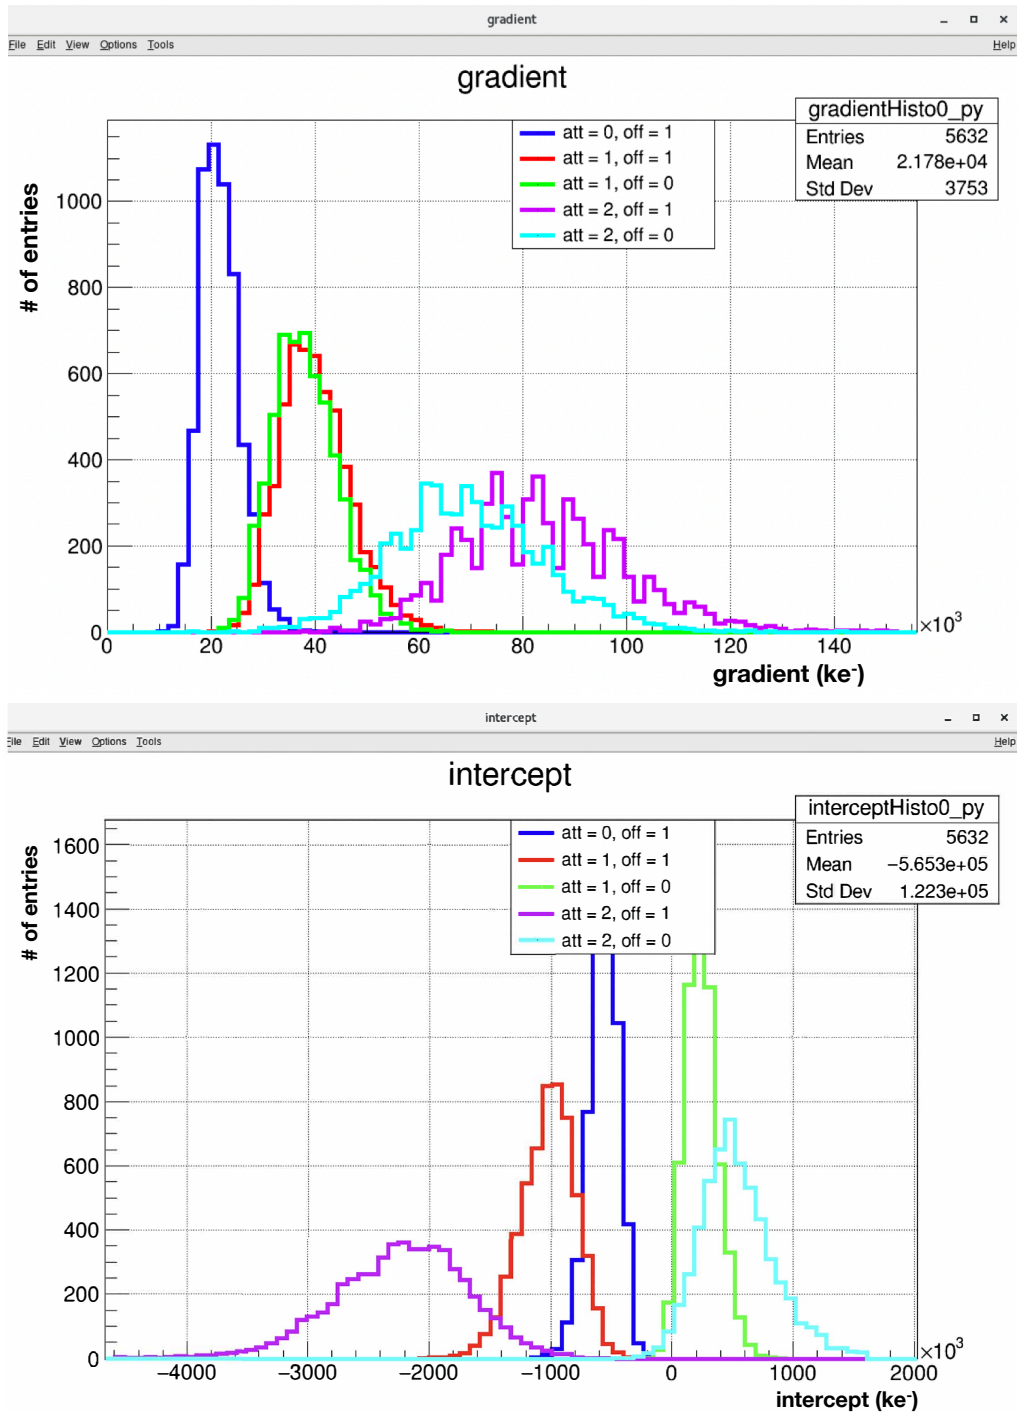 gradient
File Edit View Options Tools Help
gradient
gradientHisto0_py
Entries 5632
Mean 2.178e+04
Std Dev 3753
att = 0, off = 1
att = 1, off = 1
att = 1, off = 0
att = 2, off = 1
att = 2, off = 0
# of entries
1000
800
600
400
200
0
0 20 40 60 80 100 120 140
×10³
gradient (ke⁻)
intercept
File Edit View Options Tools Help
intercept
interceptHisto0_py
Entries 5632
Mean −5.653e+05
Std Dev 1.223e+05
att = 0, off = 1
att = 1, off = 1
att = 1, off = 0
att = 2, off = 1
att = 2, off = 0
# of entries
1600
1400
1200
1000
800
600
400
200
0
−4000 −3000 −2000 −1000 0 1000 2000
×10³
intercept (ke⁻)